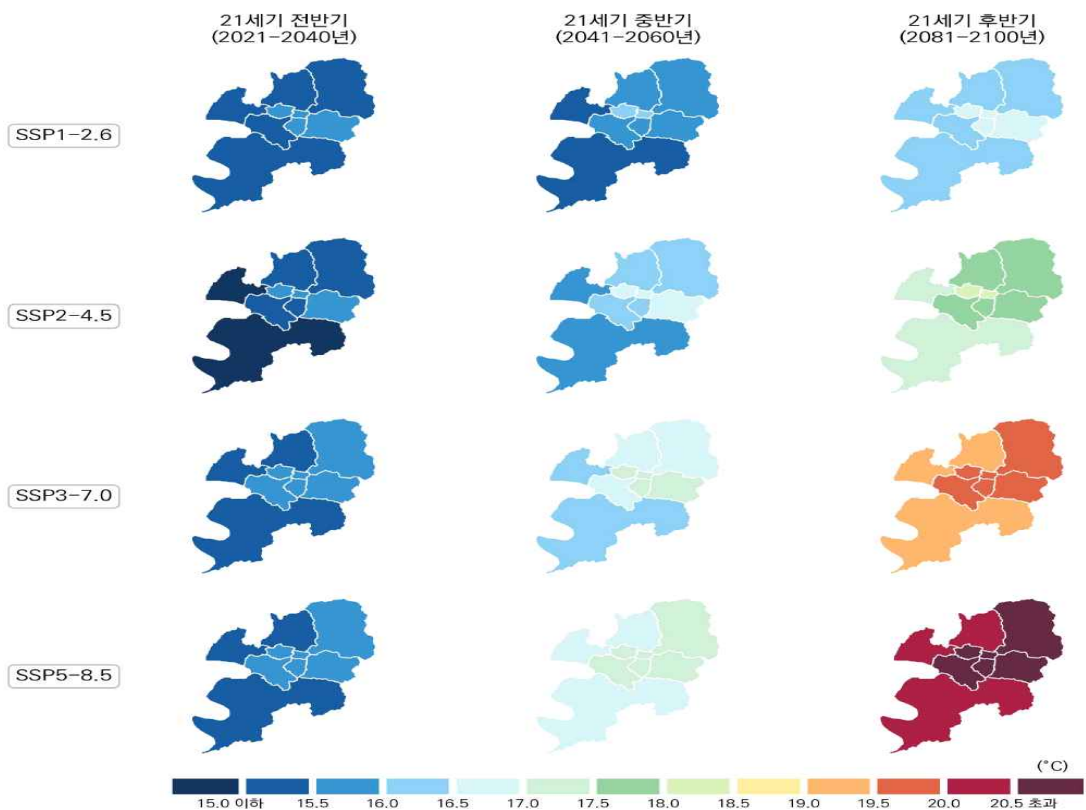 21세기 전반기
(2021-2040년)
21세기 중반기
(2041-2060년)
21세기 후반기
(2081-2100년)
SSP1-2.6
SSP2-4.5
SSP3-7.0
SSP5-8.5
(°C)
15.0 이하 15.5 16.0 16.5 17.0 17.5 18.0 18.5 19.0 19.5 20.0 20.5 초과